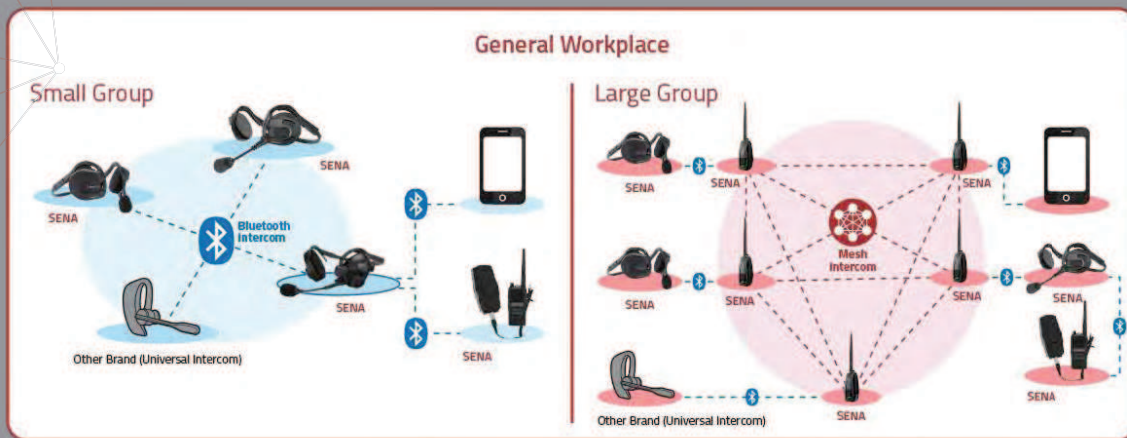 General Workplace
Small Group
SENA
SENA
Bluetooth
Intercom
SENA
Other Brand (Universal Intercom)
SENA
Large Group
SENA
SENA
SENA
Mesh
Intercom
SENA
SENA
SENA
SENA
SENA
Other Brand (Universal Intercom)
SENA